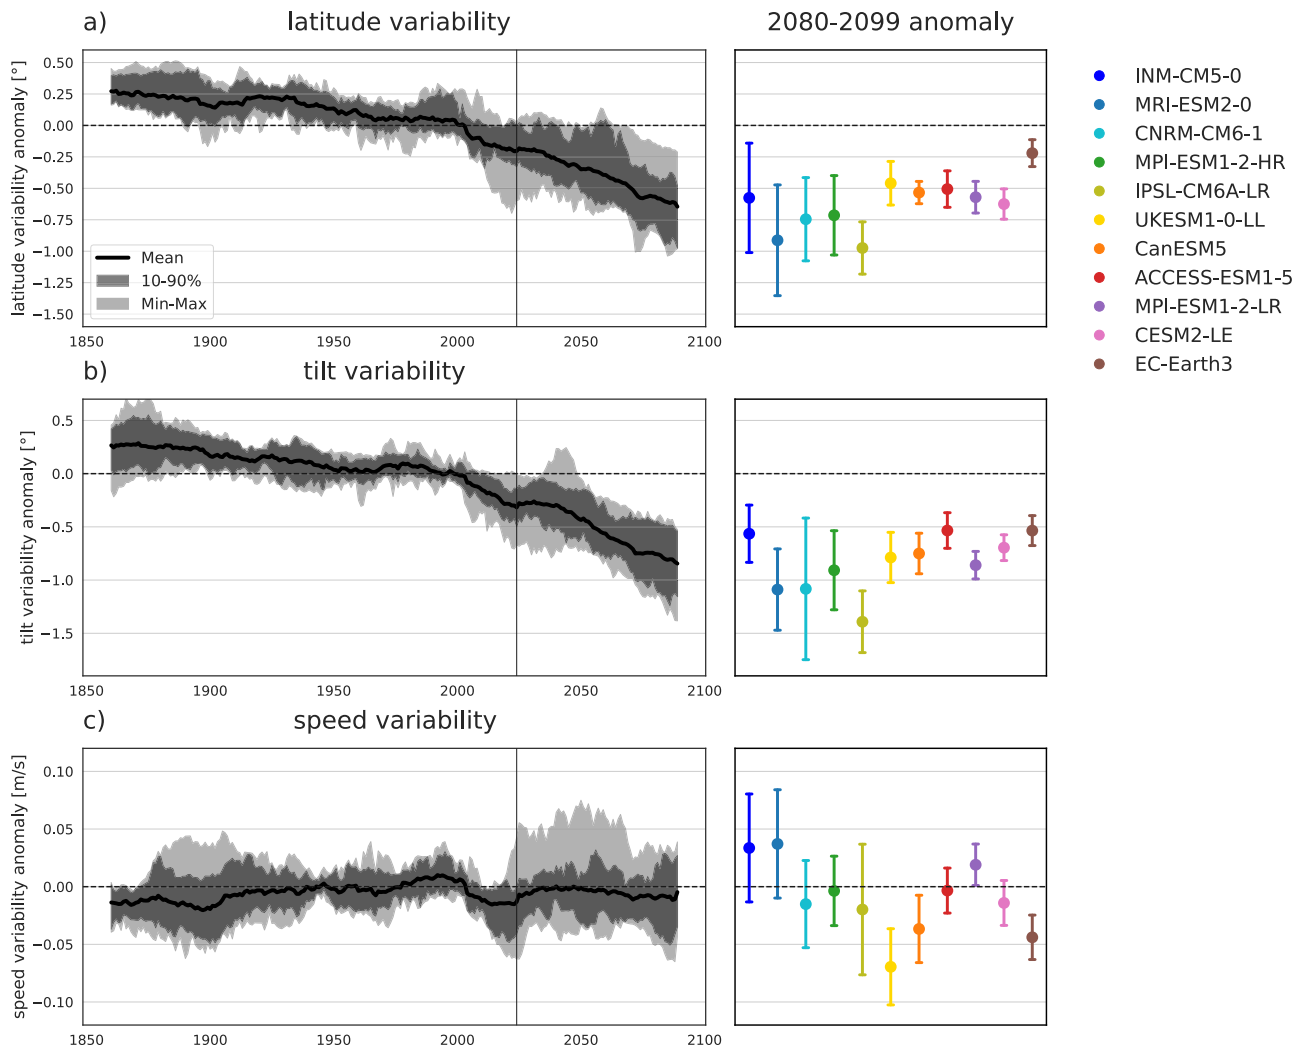 a)
latitude variability
2080-2099 anomaly
latitude variability anomaly [°]
0.50
0.25
0.00
−0.25
−0.50
−0.75
−1.00
−1.25
−1.50
Mean
10-90%
Min-Max
1850
1900
1950
2000
2050
2100
INM-CM5-0
MRI-ESM2-0
CNRM-CM6-1
MPI-ESM1-2-HR
IPSL-CM6A-LR
UKESM1-0-LL
CanESM5
ACCESS-ESM1-5
MPI-ESM1-2-LR
CESM2-LE
EC-Earth3
b)
tilt variability
tilt variability anomaly [°]
0.5
0.0
−0.5
−1.0
−1.5
1850
1900
1950
2000
2050
2100
c)
speed variability
speed variability anomaly [m/s]
0.10
0.05
0.00
−0.05
−0.10
1850
1900
1950
2000
2050
2100